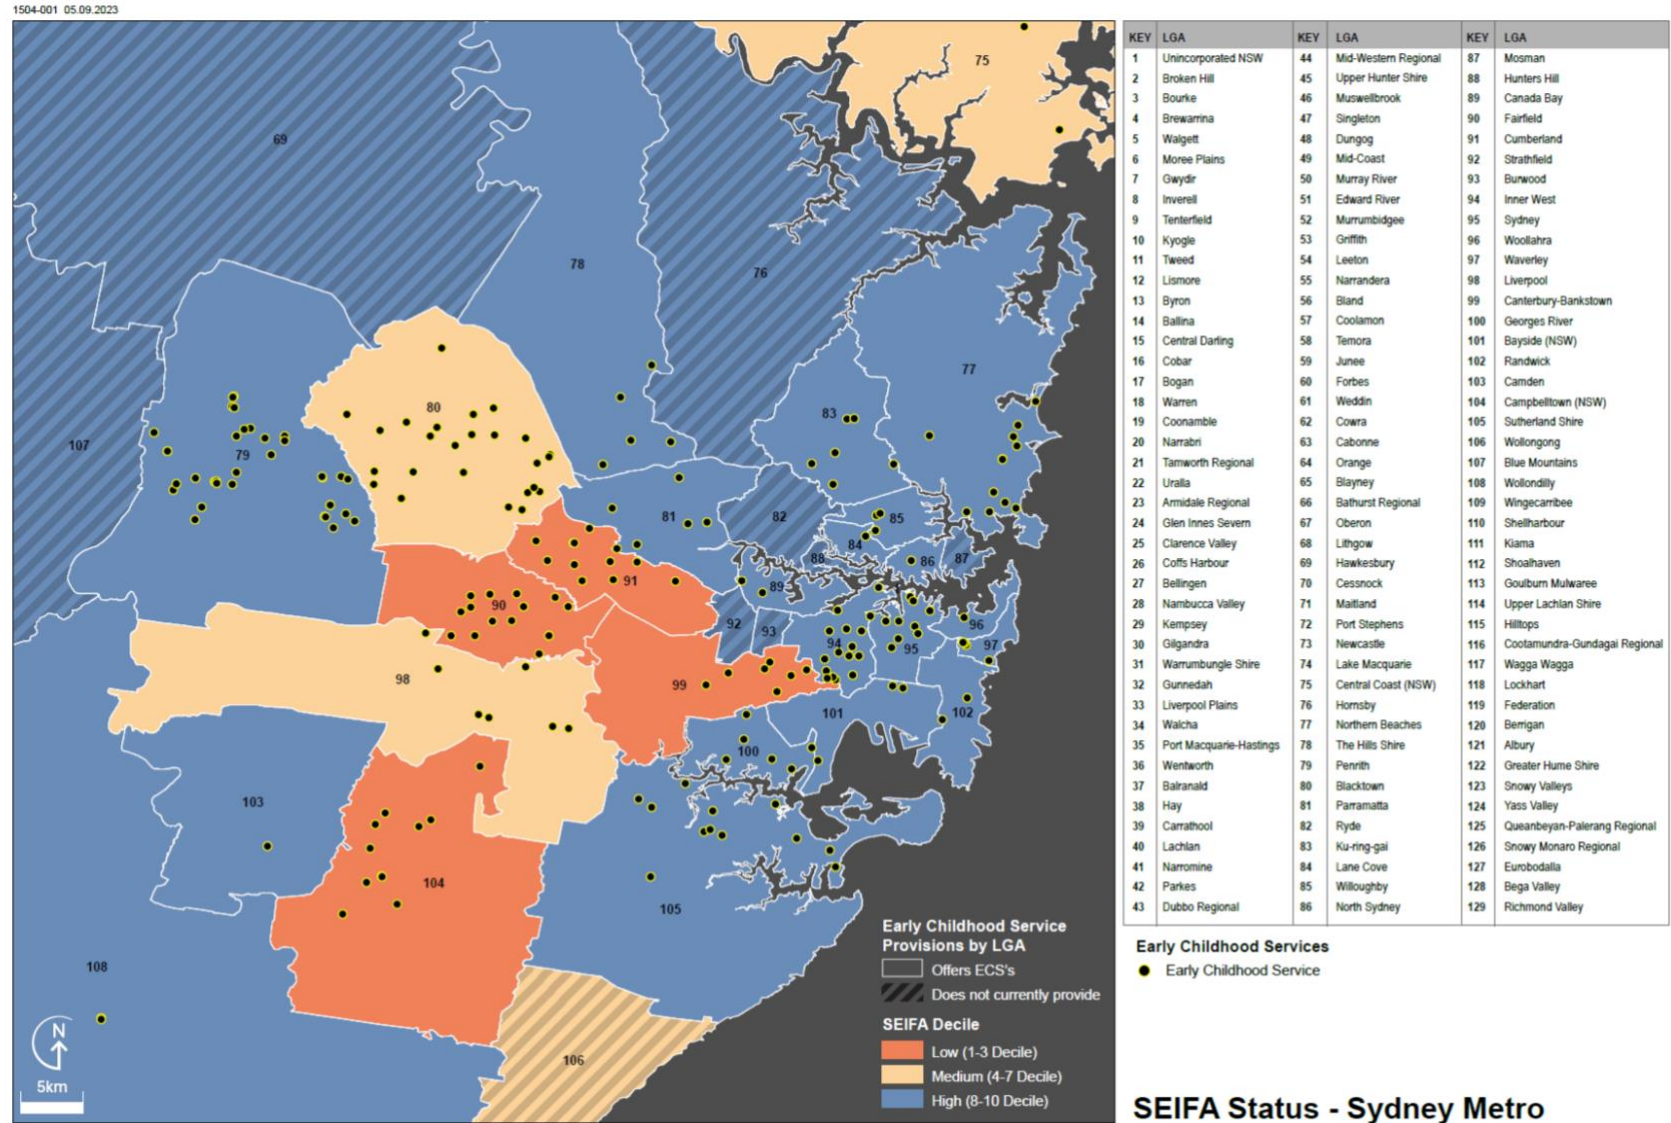 1504-001 05.09.2023
75
69
78
76
77
107
79
80
83
81
82
85
84
88
86
87
91
89
90
92
93
94
95
96
97
98
99
101
102
100
103
104
105
108
106
Early Childhood Service
Provisions by LGA
Offers ECS's
Does not currently provide
SEIFA Decile
Low (1-3 Decile)
Medium (4-7 Decile)
High (8-10 Decile)
N
5km
KEY LGA KEY LGA KEY LGA
1 Unincorporated NSW 44 Mid-Western Regional 87 Mosman
2 Broken Hill 45 Upper Hunter Shire 88 Hunters Hill
3 Bourke 46 Muswellbrook 89 Canada Bay
4 Brewarrina 47 Singleton 90 Fairfield
5 Walgett 48 Dungog 91 Cumberland
6 Moree Plains 49 Mid-Coast 92 Strathfield
7 Gwydir 50 Murray River 93 Burwood
8 Inverell 51 Edward River 94 Inner West
9 Tenterfield 52 Murrumbidgee 95 Sydney
10 Kyogle 53 Griffith 96 Woollahra
11 Tweed 54 Leeton 97 Waverley
12 Lismore 55 Narrandera 98 Liverpool
13 Byron 56 Bland 99 Canterbury-Bankstown
14 Ballina 57 Coolamon 100 Georges River
15 Central Darling 58 Temora 101 Bayside (NSW)
16 Cobar 59 Junee 102 Randwick
17 Bogan 60 Forbes 103 Camden
18 Warren 61 Weddin 104 Campbelltown (NSW)
19 Coonamble 62 Cowra 105 Sutherland Shire
20 Narrabri 63 Cabonne 106 Wollongong
21 Tamworth Regional 64 Orange 107 Blue Mountains
22 Uralla 65 Blayney 108 Wollondilly
23 Armidale Regional 66 Bathurst Regional 109 Wingecarribee
24 Glen Innes Severn 67 Oberon 110 Shellharbour
25 Clarence Valley 68 Lithgow 111 Kiama
26 Coffs Harbour 69 Hawkesbury 112 Shoalhaven
27 Bellingen 70 Cessnock 113 Goulburn Mulwaree
28 Nambucca Valley 71 Maitland 114 Upper Lachlan Shire
29 Kempsey 72 Port Stephens 115 Hilltops
30 Gilgandra 73 Newcastle 116 Cootamundra-Gundagai Regional
31 Warrumbungle Shire 74 Lake Macquarie 117 Wagga Wagga
32 Gunnedah 75 Central Coast (NSW) 118 Lockhart
33 Liverpool Plains 76 Hornsby 119 Federation
34 Walcha 77 Northern Beaches 120 Berrigan
35 Port Macquarie-Hastings 78 The Hills Shire 121 Albury
36 Wentworth 79 Penrith 122 Greater Hume Shire
37 Balranald 80 Blacktown 123 Snowy Valleys
38 Hay 81 Parramatta 124 Yass Valley
39 Carrathool 82 Ryde 125 Queanbeyan-Palerang Regional
40 Lachlan 83 Ku-ring-gai 126 Snowy Monaro Regional
41 Narromine 84 Lane Cove 127 Eurobodalla
42 Parkes 85 Willoughby 128 Bega Valley
43 Dubbo Regional 86 North Sydney 129 Richmond Valley
Early Childhood Services
Early Childhood Service
SEIFA Status - Sydney Metro